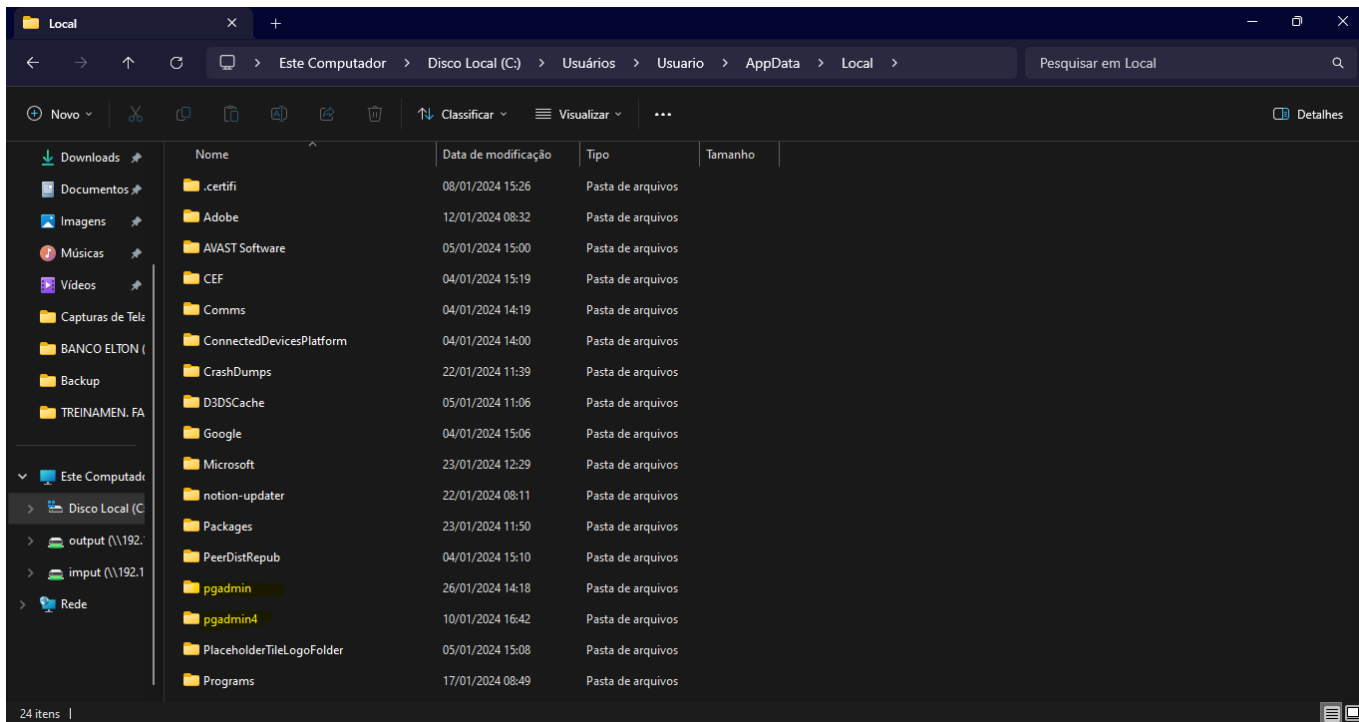 Local
Este Computador > Disco Local (C:) > Usuários > Usuario > AppData > Local >
Pesquisar em Local
Novo
Classificar
Visualizar
Detalhes
Downloads
Documentos
Imagens
Músicas
Vídeos
Capturas de Tela
BANCO ELTON (
Backup
TREINAMEN. FA
Este Computado
Disco Local (C
output (\\192.
imput (\\192.1
Rede
Nome Data de modificação Tipo Tamanho
.certifi 08/01/2024 15:26 Pasta de arquivos
Adobe 12/01/2024 08:32 Pasta de arquivos
AVAST Software 05/01/2024 15:00 Pasta de arquivos
CEF 04/01/2024 15:19 Pasta de arquivos
Comms 04/01/2024 14:19 Pasta de arquivos
ConnectedDevicesPlatform 04/01/2024 14:00 Pasta de arquivos
CrashDumps 22/01/2024 11:39 Pasta de arquivos
D3DSCache 05/01/2024 11:06 Pasta de arquivos
Google 04/01/2024 15:06 Pasta de arquivos
Microsoft 23/01/2024 12:29 Pasta de arquivos
notion-updater 22/01/2024 08:11 Pasta de arquivos
Packages 23/01/2024 11:50 Pasta de arquivos
PeerDistRepub 04/01/2024 15:10 Pasta de arquivos
pgadmin 26/01/2024 14:18 Pasta de arquivos
pgadmin4 10/01/2024 16:42 Pasta de arquivos
PlaceholderTileLogoFolder 05/01/2024 15:08 Pasta de arquivos
Programs 17/01/2024 08:49 Pasta de arquivos
24 itens